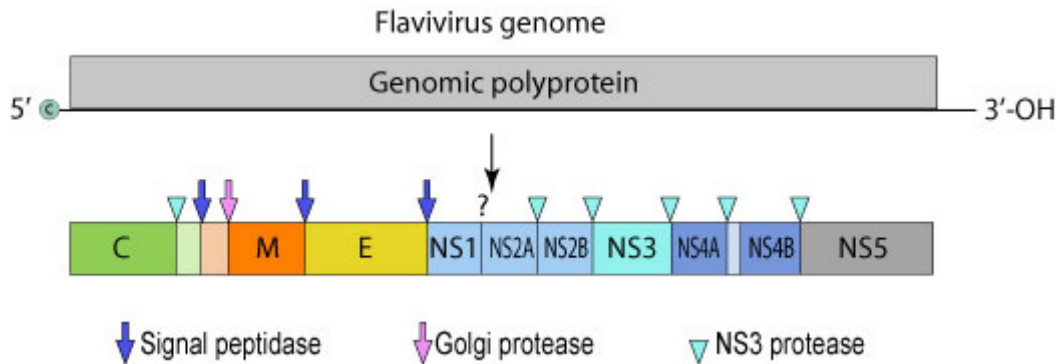 Flavivirus genome
Genomic polyprotein
5′ c 3′-OH
?
C M E NS1 NS2A NS2B NS3 NS4A NS4B NS5
Signal peptidase Golgi protease NS3 protease